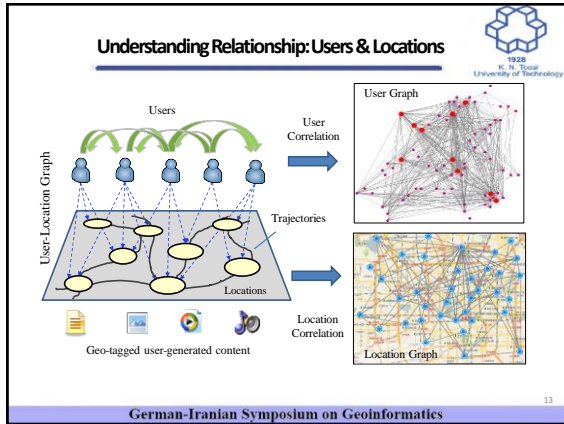 Understanding Relationship: Users & Locations
1928
K. N. Toosi
University of Technology
Users
User-Location Graph
Trajectories
Locations
Geo-tagged user-generated content
User
Correlation
User Graph
Location
Correlation
Location Graph
13
German-Iranian Symposium on Geoinformatics